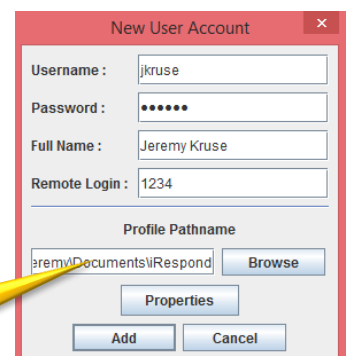 New User Account
Username : jkruse
Password : ••••••
Full Name : Jeremy Kruse
Remote Login : 1234
Profile Pathname
eremy\Documents\iRespond Browse
Properties
Add Cancel